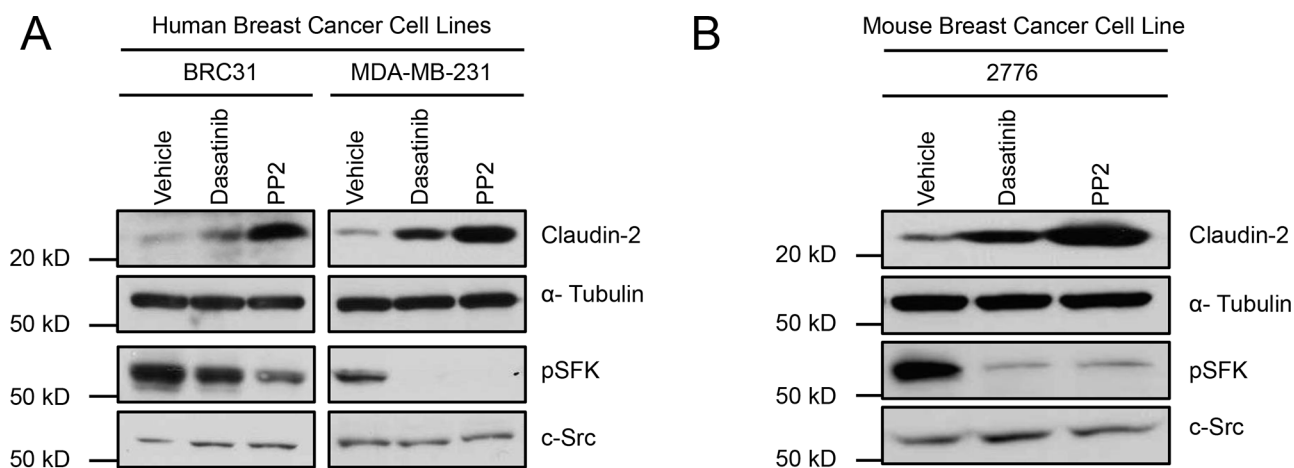 A
Human Breast Cancer Cell Lines
BRC31
MDA-MB-231
Vehicle
Dasatinib
PP2
Vehicle
Dasatinib
PP2
Claudin-2
20 kD
α- Tubulin
50 kD
pSFK
50 kD
c-Src
50 kD
B
Mouse Breast Cancer Cell Line
2776
Vehicle
Dasatinib
PP2
Claudin-2
20 kD
α- Tubulin
50 kD
pSFK
50 kD
c-Src
50 kD